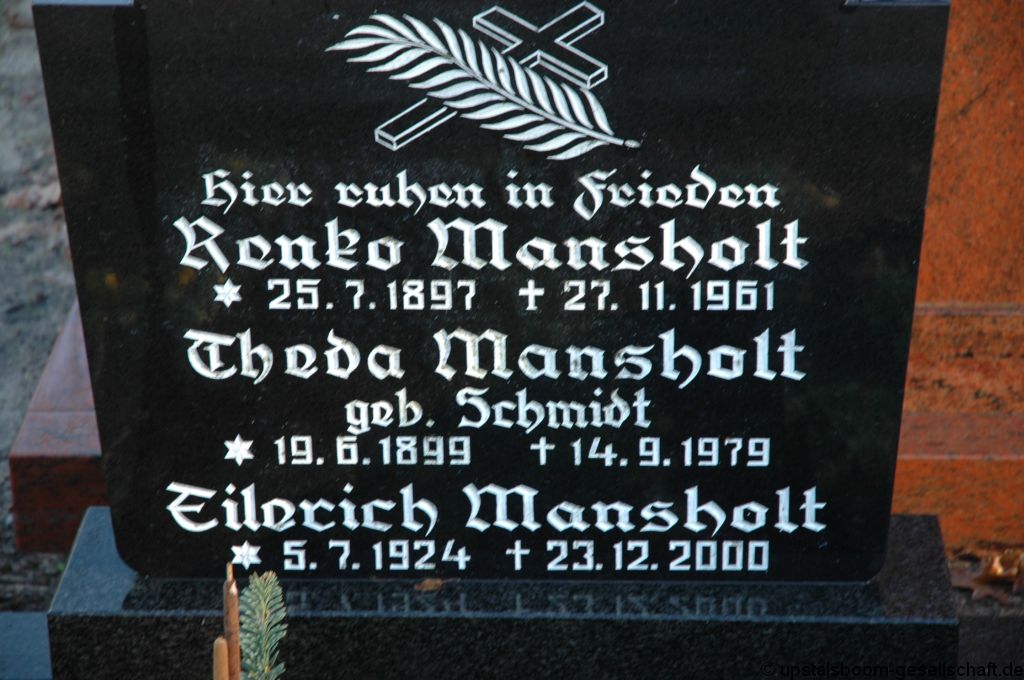 Hier ruhen in Frieden
Renko Mansholt
* 25. 7. 1897 † 27. 11. 1961
Theda Mansholt
geb. Schmidt
* 19. 6. 1899 † 14. 9. 1979
Eilerich Mansholt
* 5. 7. 1924 † 23. 12. 2000
© upstalsboom-gesellschaft.de